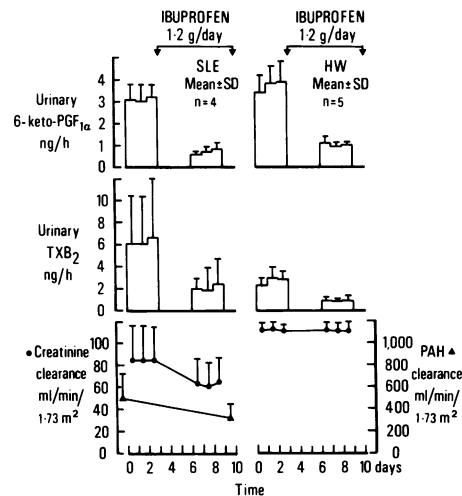 IBUPROFEN IBUPROFEN
1·2 g/day 1·2 g/day
SLE HW
Mean±SD Mean±SD
n=4 n=5
Urinary
6-keto-PGF1α
ng/h
4
3
2
1
0
Urinary
TXB2
ng/h
10
8
6
4
2
0
• Creatinine
clearance
ml/min/
1·73 m²
100
80
60
40
20
0
1,000
800
600
400
200
0
PAH ▲
clearance
ml/min/
1·73 m²
0 2 4 6 8 10 0 2 4 6 8 10 days
Time